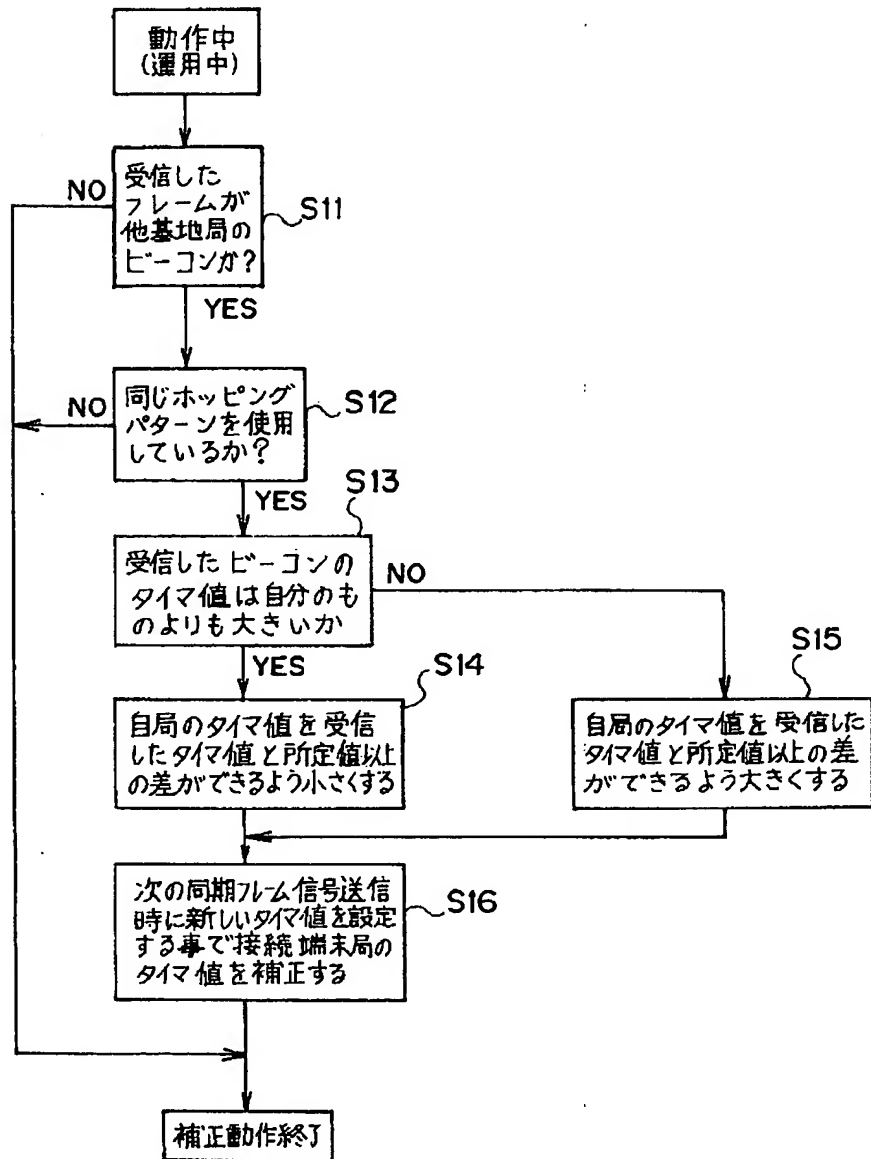 動作中
(運用中)
受信した
フレームが
他基地局の
ビーコンか?
NO
S11
YES
同じホッピング
パターンを使用
しているか?
NO
S12
YES
S13
受信したビーコンの
タイマ値は自分のも
のよりも大きいか
NO
YES
S14
S15
自局のタイマ値を受信
したタイマ値と所定値以上
の差ができるよう小さくする
自局のタイマ値を受信した
タイマ値と所定値以上の差
ができるよう大きくする
次の同期フレーム信号送信
時に新しいタイマ値を設定
する事で接続端末局の
タイマ値を補正する
S16
補正動作終了